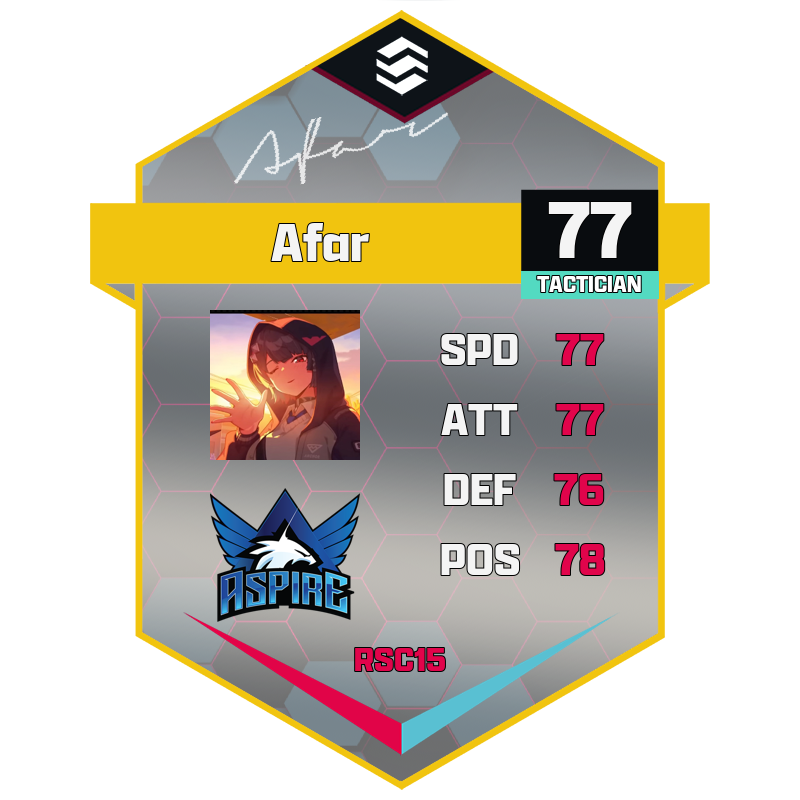 Afar
Afar
77
TACTICIAN
SPD 77
ATT 77
DEF 76
POS 78
ASPIRE
RSC15